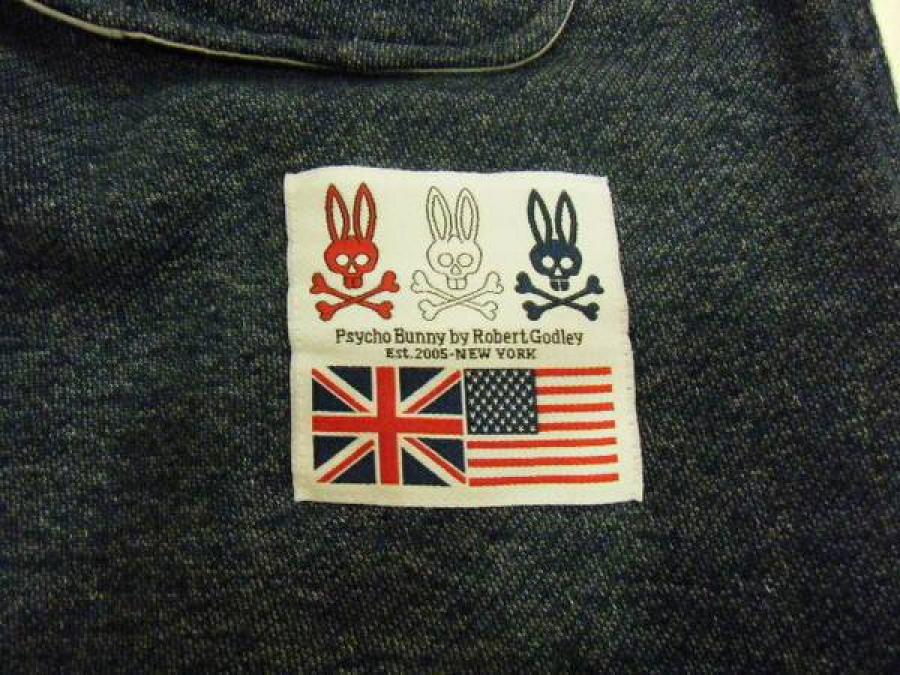 Psycho Bunny by Robert Godley
Est.2005-NEW YORK